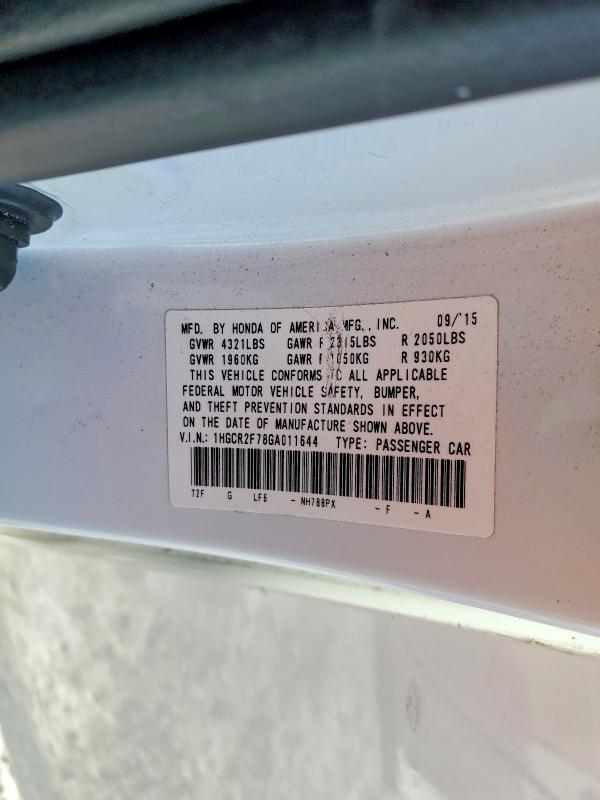 MFD. BY HONDA OF AMERICA MFG., INC. 09/'15
GVWR 4321LBS GAWR F 2315LBS R 2050LBS
GVWR 1960KG GAWR F 1050KG R 930KG
THIS VEHICLE CONFORMS TO ALL APPLICABLE
FEDERAL MOTOR VEHICLE SAFETY, BUMPER,
AND THEFT PREVENTION STANDARDS IN EFFECT
ON THE DATE OF MANUFACTURE SHOWN ABOVE.
V.I.N.: 1HGCR2F78GA011644 TYPE: PASSENGER CAR
T2F G LF6 - NH788PX - F - A